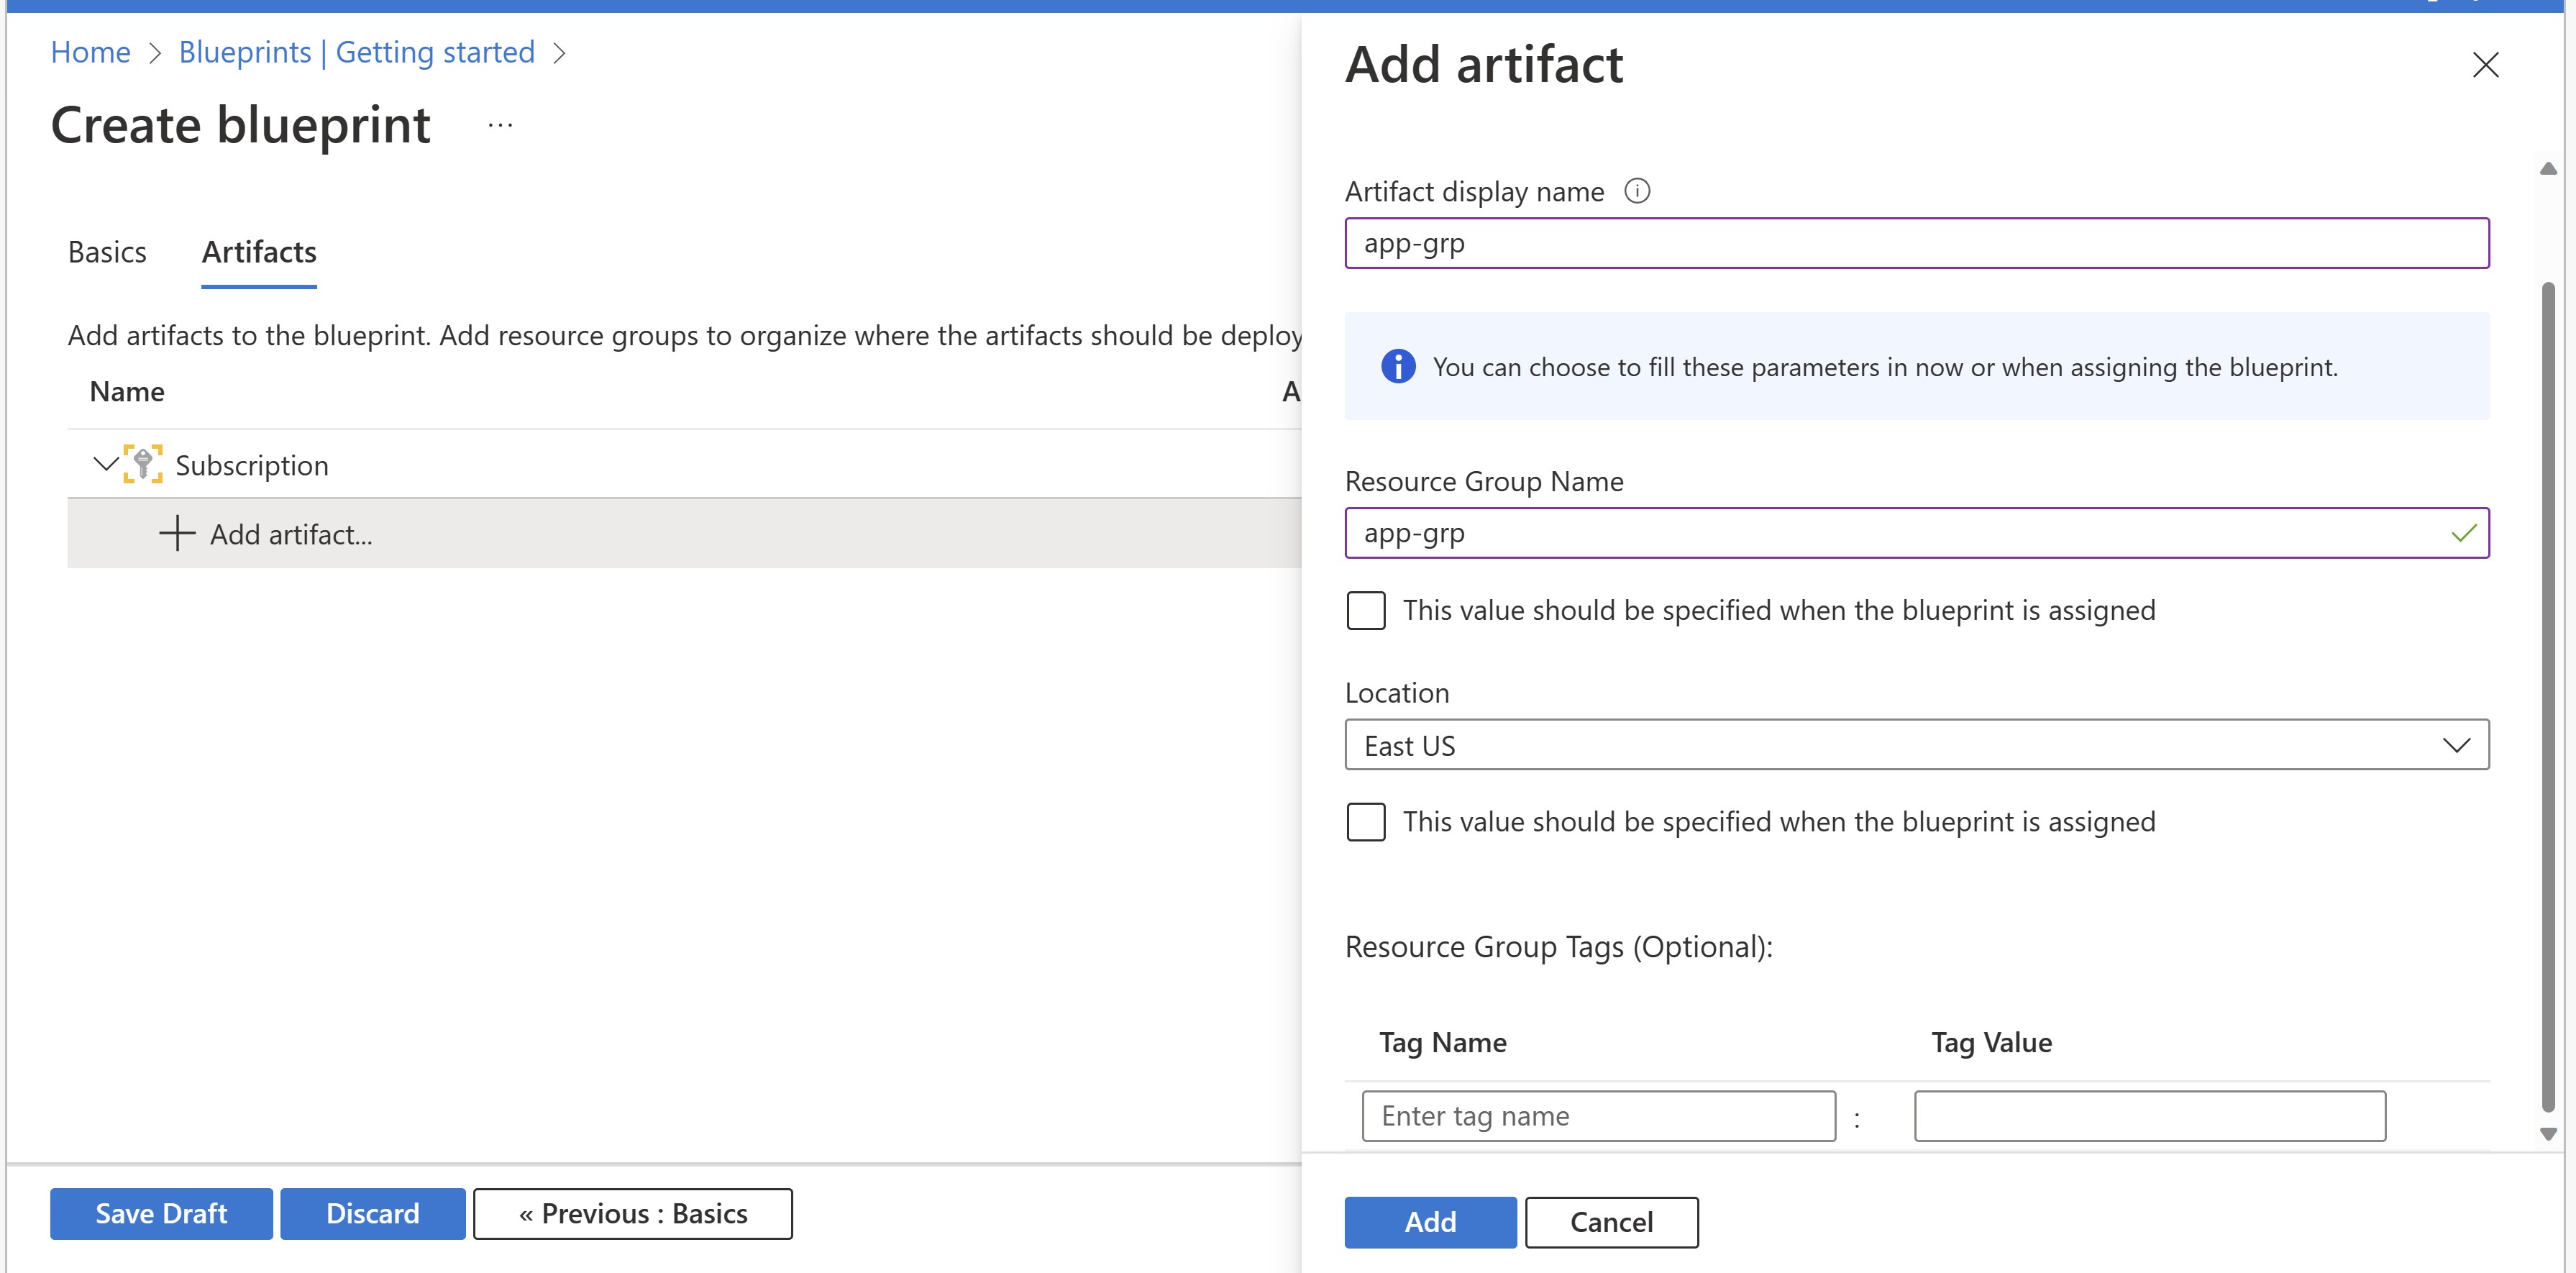 Home > Blueprints | Getting started >
Create blueprint ...
Basics Artifacts
Add artifacts to the blueprint. Add resource groups to organize where the artifacts should be deploy
Name A
Subscription
Add artifact...
Save Draft Discard « Previous : Basics
Add artifact
Artifact display name
app-grp
You can choose to fill these parameters in now or when assigning the blueprint.
Resource Group Name
app-grp
This value should be specified when the blueprint is assigned
Location
East US
This value should be specified when the blueprint is assigned
Resource Group Tags (Optional):
Tag Name Tag Value
Enter tag name :
Add Cancel